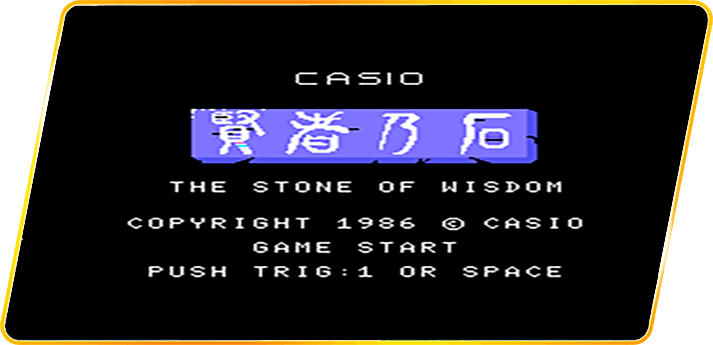 CASIO
賢者乃石
THE STONE OF WISDOM
COPYRIGHT 1986 © CASIO
GAME START
PUSH TRIG:1 OR SPACE